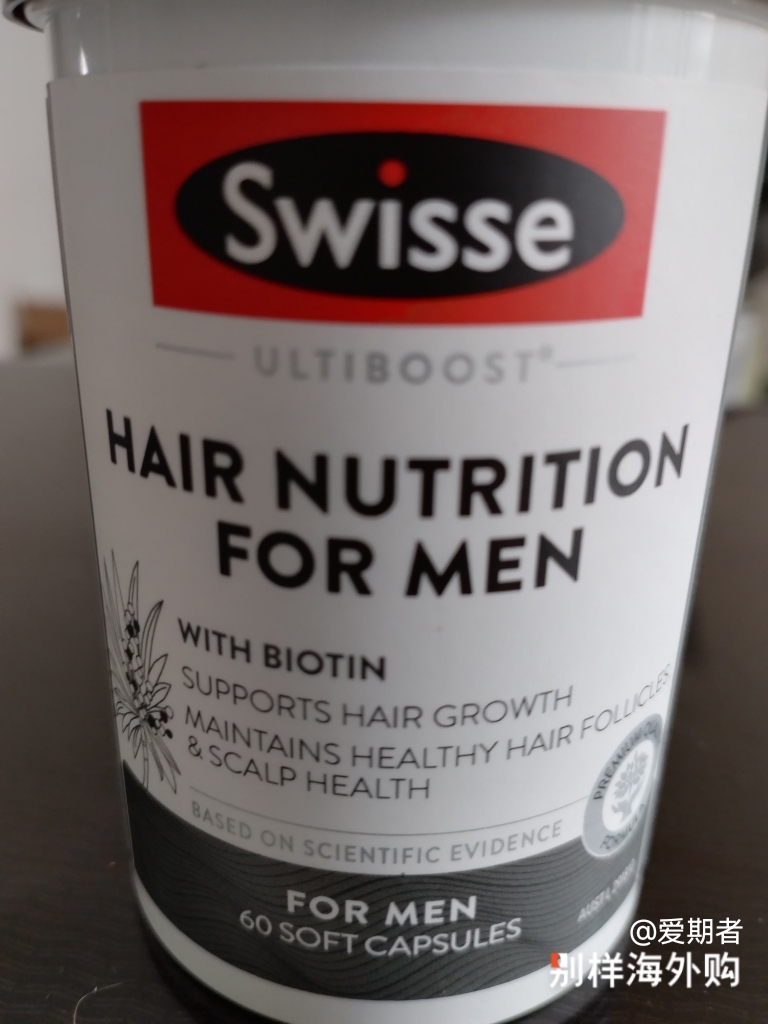 Swisse
ULTIBOOST®
HAIR NUTRITION
FOR MEN
WITH BIOTIN
SUPPORTS HAIR GROWTH
MAINTAINS HEALTHY HAIR FOLLICLES
& SCALP HEALTH
PREMIUM
BASED ON SCIENTIFIC EVIDENCE
FOR MEN
60 SOFT CAPSULES
@爱期者
别样海外购